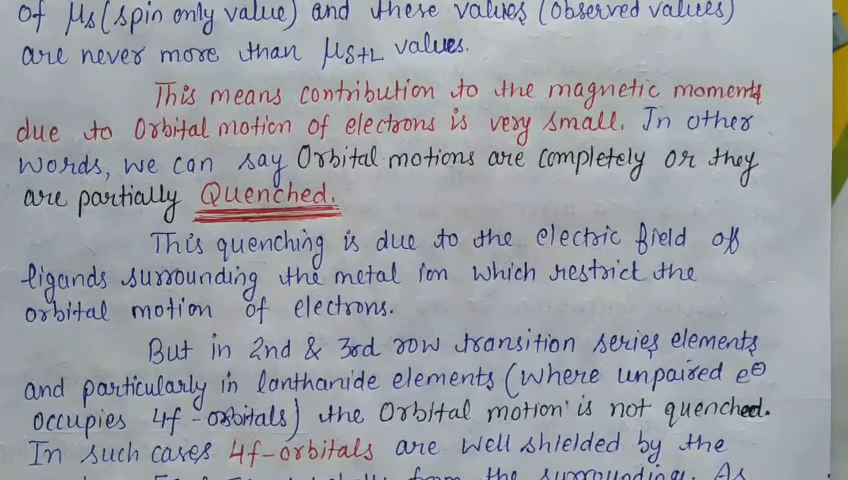 of μs (spin only value) and these values (observed values)
are never more than μS+L values.
This means contribution to the magnetic moments
due to Orbital motion of electrons is very small. In other
words, we can say Orbital motions are completely or they
are partially Quenched.
This quenching is due to the electric field of
ligands surrounding the metal ion which restrict the
orbital motion of electrons.
But in 2nd & 3rd row transition series elements
and particularly in lanthanide elements (where unpaired e⊖
occupies 4f-orbitals) the Orbital motion is not quenched.
In such cases 4f-orbitals are well shielded by the
from the surroundings. As